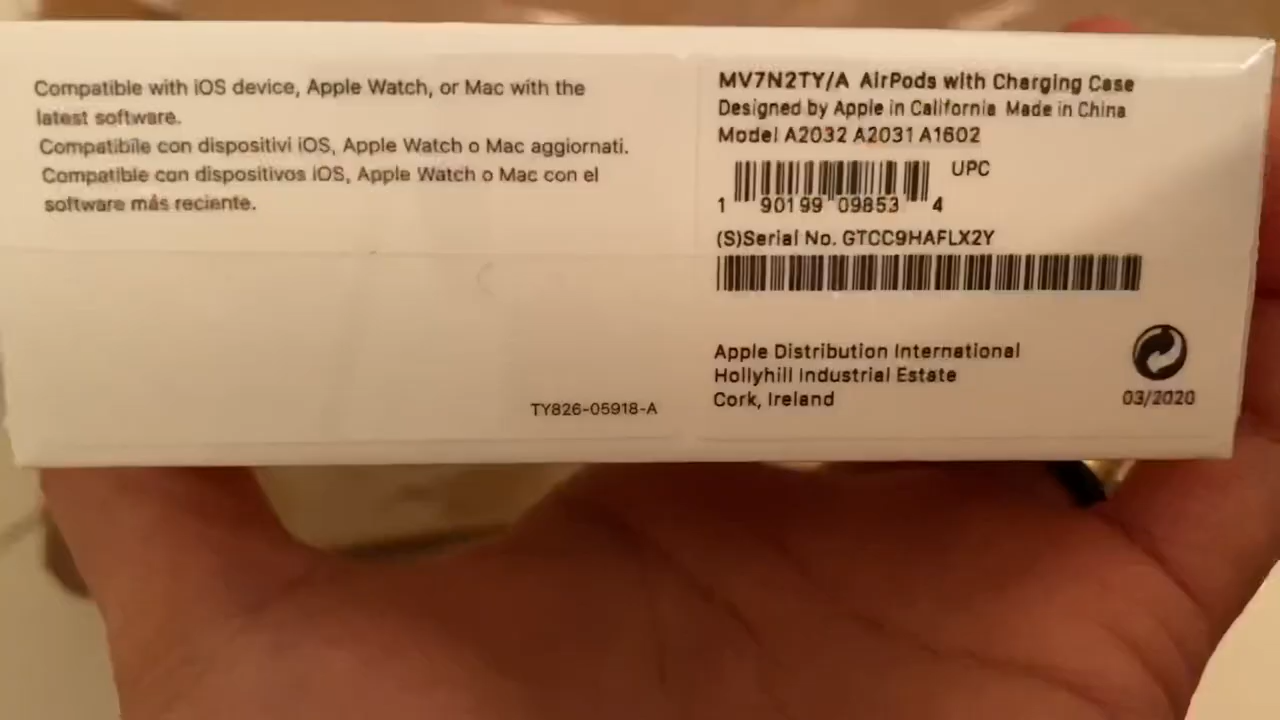 Compatible with iOS device, Apple Watch, or Mac with the
latest software.
Compatibile con dispositivi iOS, Apple Watch o Mac aggiornati.
Compatible con dispositivos iOS, Apple Watch o Mac con el
software más reciente.
TY826-05918-A
MV7N2TY/A AirPods with Charging Case
Designed by Apple in California Made in China
Model A2032 A2031 A1602
UPC
1 90199 09853 4
(S)Serial No. GTCC9HAFLX2Y
Apple Distribution International
Hollyhill Industrial Estate
Cork, Ireland
03/2020